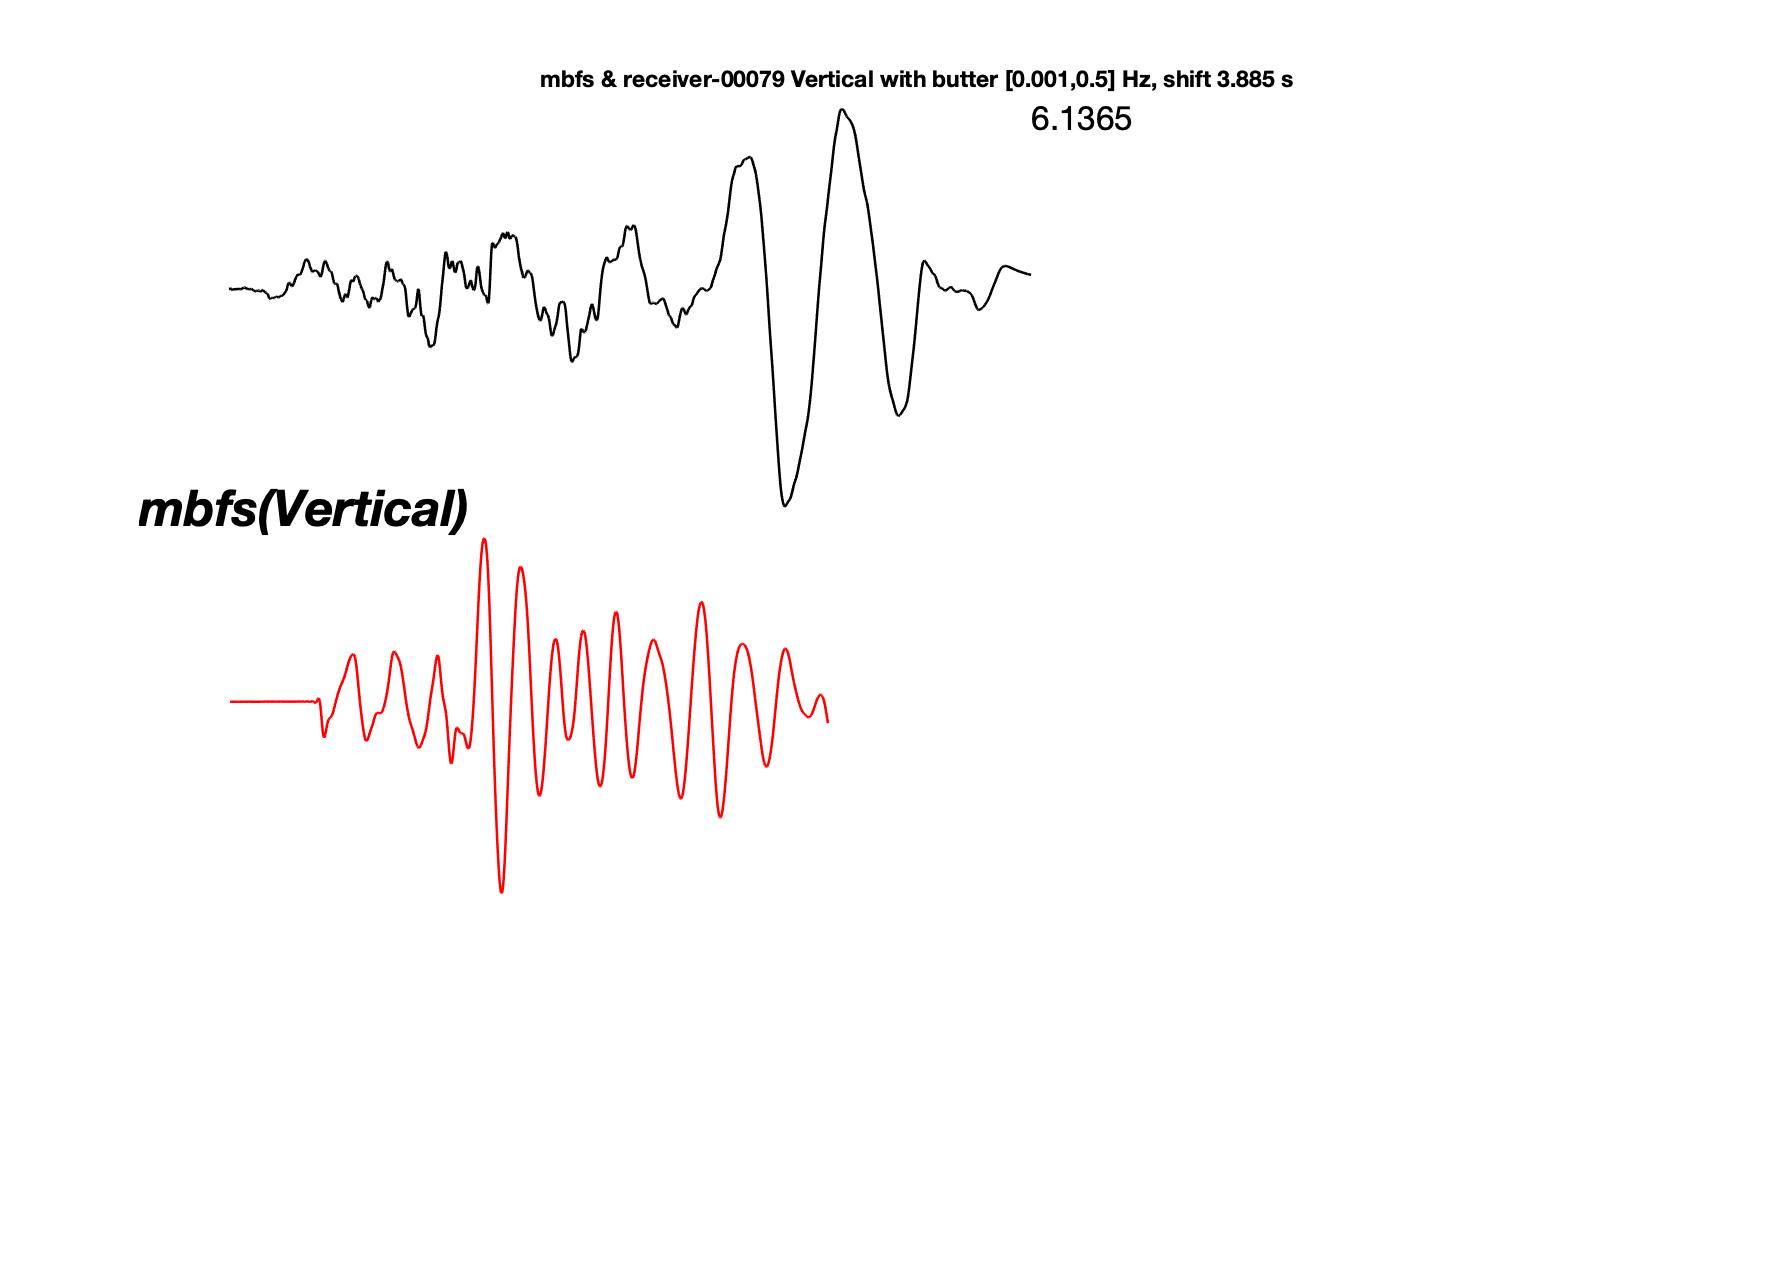 mbfs & receiver-00079 Vertical with butter [0.001,0.5] Hz, shift 3.885 s
6.1365
mbfs(Vertical)